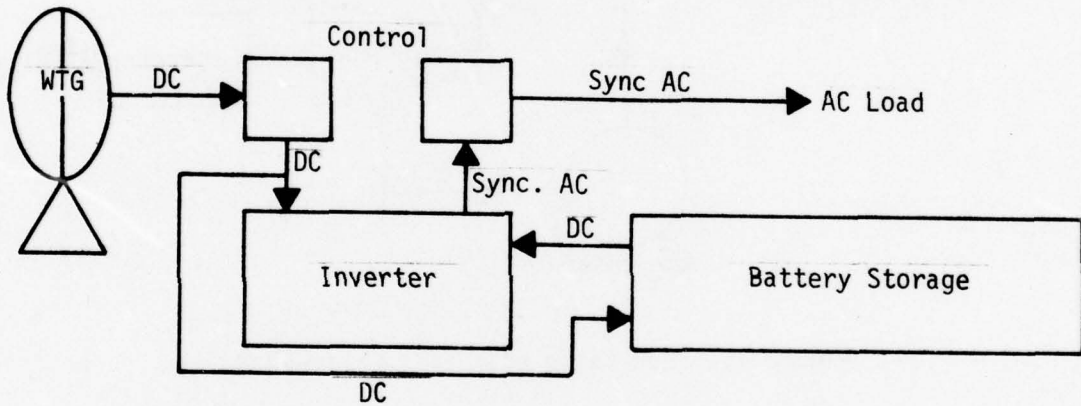 Control
WTG
DC
Sync AC
AC Load
DC
Sync. AC
DC
Inverter
Battery Storage
DC